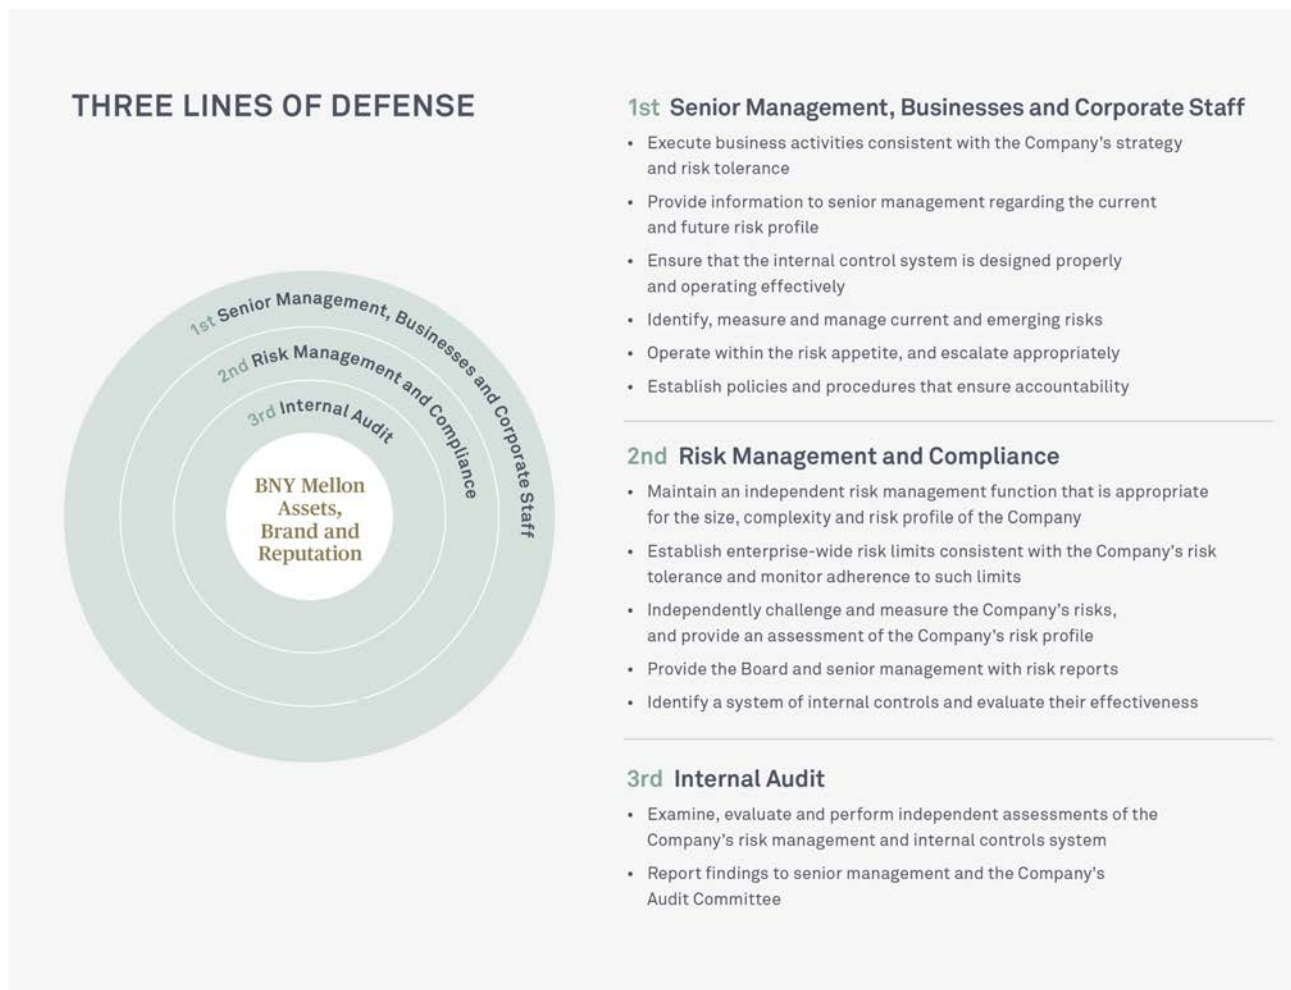 THREE LINES OF DEFENSE
1st Senior Management, Businesses and Corporate Staff
2nd Risk Management and Compliance
3rd Internal Audit
BNY Mellon
Assets,
Brand and
Reputation
1st Senior Management, Businesses and Corporate Staff
• Execute business activities consistent with the Company's strategy
and risk tolerance
• Provide information to senior management regarding the current
and future risk profile
• Ensure that the internal control system is designed properly
and operating effectively
• Identify, measure and manage current and emerging risks
• Operate within the risk appetite, and escalate appropriately
• Establish policies and procedures that ensure accountability
2nd Risk Management and Compliance
• Maintain an independent risk management function that is appropriate
for the size, complexity and risk profile of the Company
• Establish enterprise-wide risk limits consistent with the Company's risk
tolerance and monitor adherence to such limits
• Independently challenge and measure the Company's risks,
and provide an assessment of the Company's risk profile
• Provide the Board and senior management with risk reports
• Identify a system of internal controls and evaluate their effectiveness
3rd Internal Audit
• Examine, evaluate and perform independent assessments of the
Company's risk management and internal controls system
• Report findings to senior management and the Company's
Audit Committee